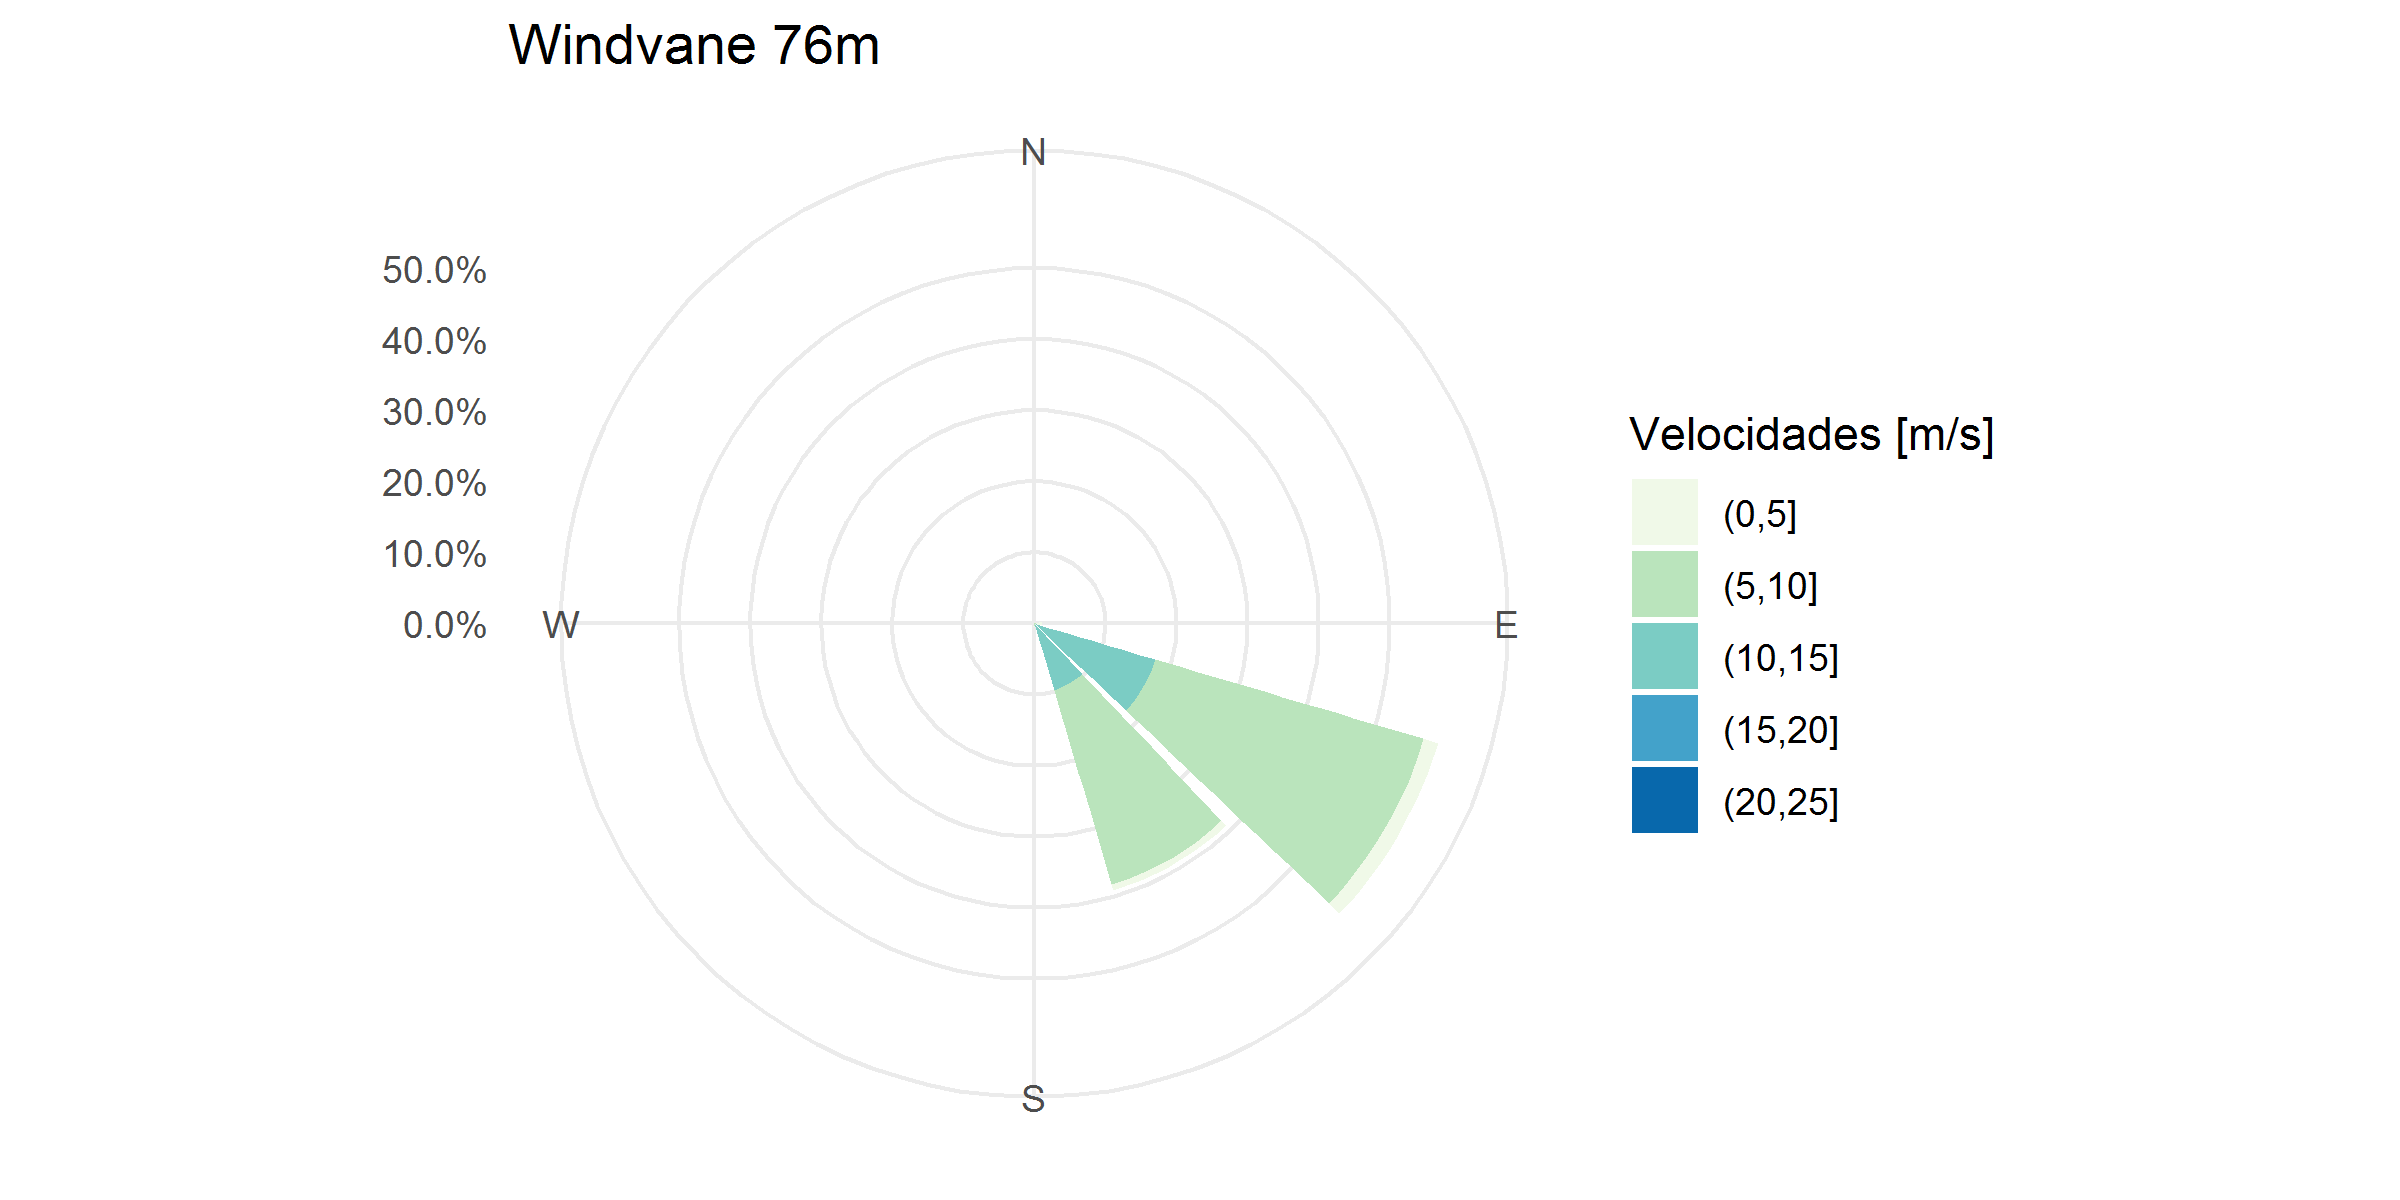 Windvane 76m
N
50.0%
40.0%
30.0%
20.0%
10.0%
0.0%
W
E
S
Velocidades [m/s]
(0,5]
(5,10]
(10,15]
(15,20]
(20,25]